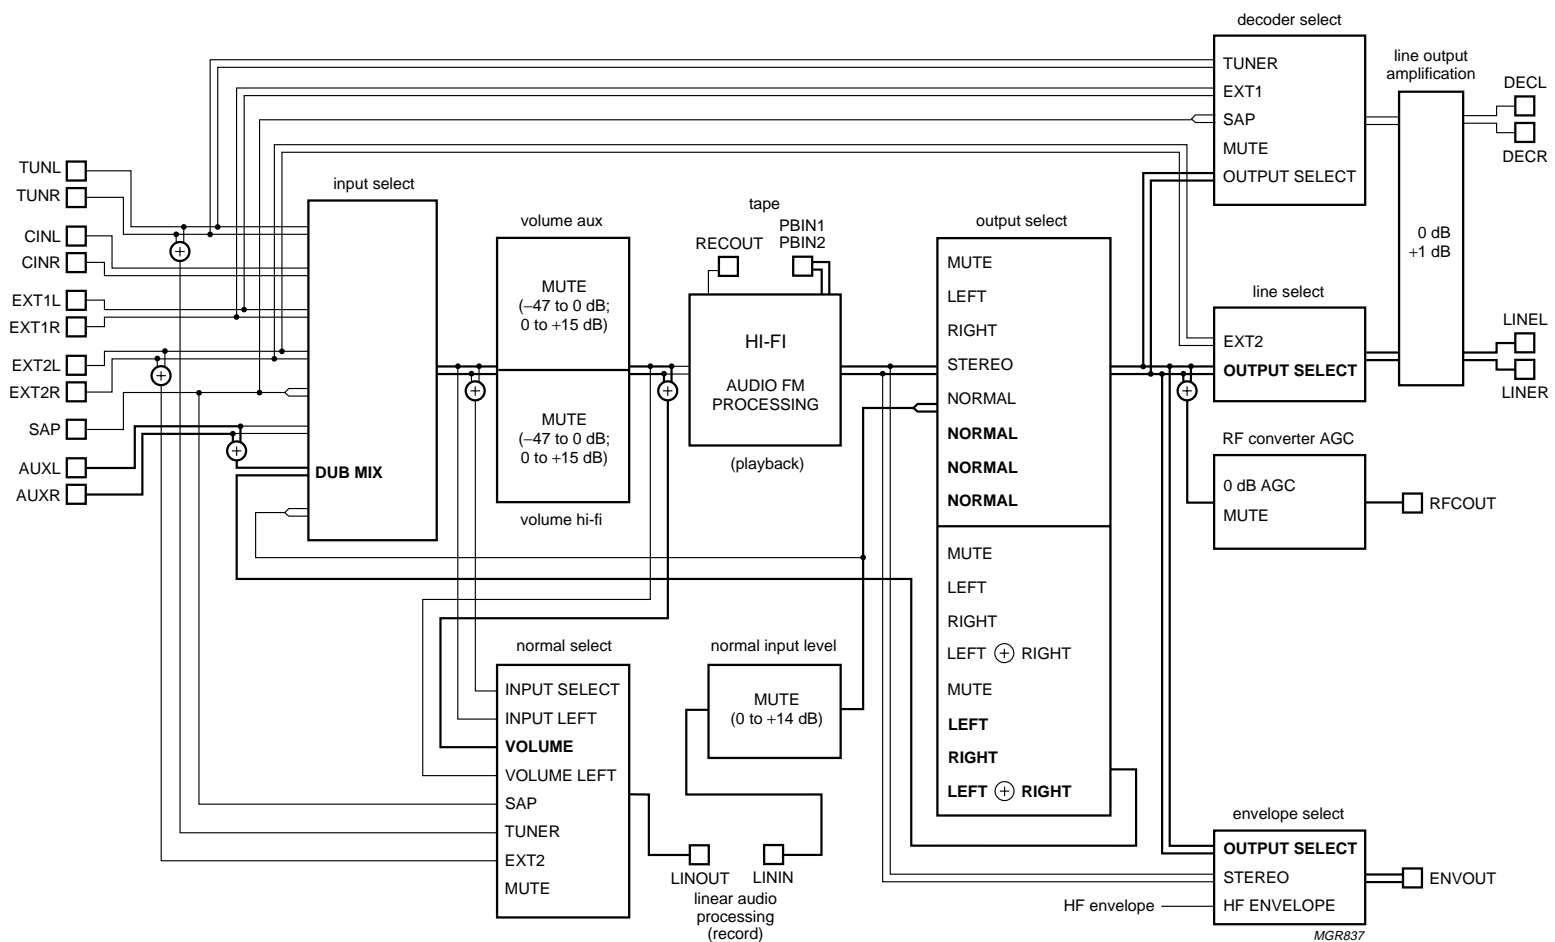 decoder select
TUNER
EXT1
SAP
MUTE
OUTPUT SELECT
line output
amplification
0 dB
+1 dB
DECL
DECR
TUNL
TUNR
CINL
CINR
EXT1L
EXT1R
EXT2L
EXT2R
SAP
AUXL
AUXR
input select
DUB MIX
volume aux
MUTE
(−47 to 0 dB;
0 to +15 dB)
MUTE
(−47 to 0 dB;
0 to +15 dB)
volume hi-fi
tape
RECOUT
PBIN1
PBIN2
HI-FI
AUDIO FM
PROCESSING
(playback)
output select
MUTE
LEFT
RIGHT
STEREO
NORMAL
NORMAL
NORMAL
NORMAL
MUTE
LEFT
RIGHT
LEFT + RIGHT
MUTE
LEFT
RIGHT
LEFT + RIGHT
line select
EXT2
OUTPUT SELECT
LINEL
LINER
RF converter AGC
0 dB AGC
MUTE
RFCOUT
normal select
INPUT SELECT
INPUT LEFT
VOLUME
VOLUME LEFT
SAP
TUNER
EXT2
MUTE
normal input level
MUTE
(0 to +14 dB)
LINOUT
LININ
linear audio
processing
(record)
envelope select
OUTPUT SELECT
STEREO
HF ENVELOPE
HF envelope
ENVOUT
MGR837